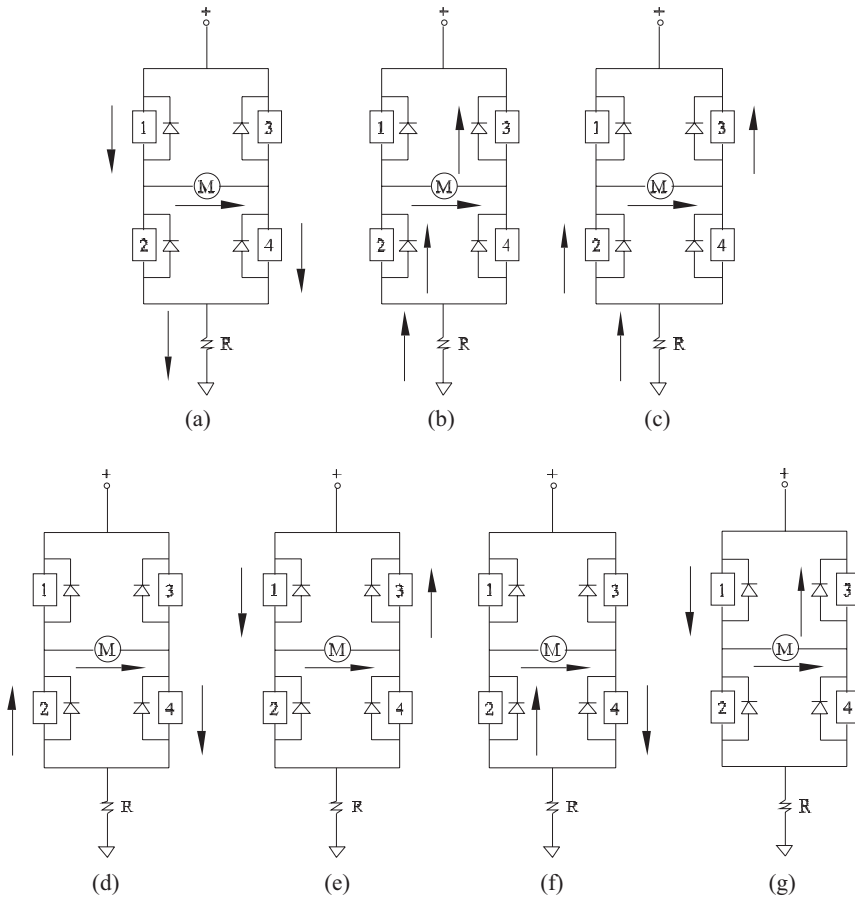 + + +
1 3 1 3 1 3
M M M
2 4 2 4 2 4
R R R
(a) (b) (c)
+ + + +
1 3 1 3 1 3 1 3
M M M M
2 4 2 4 2 4 2 4
R R R R
(d) (e) (f) (g)